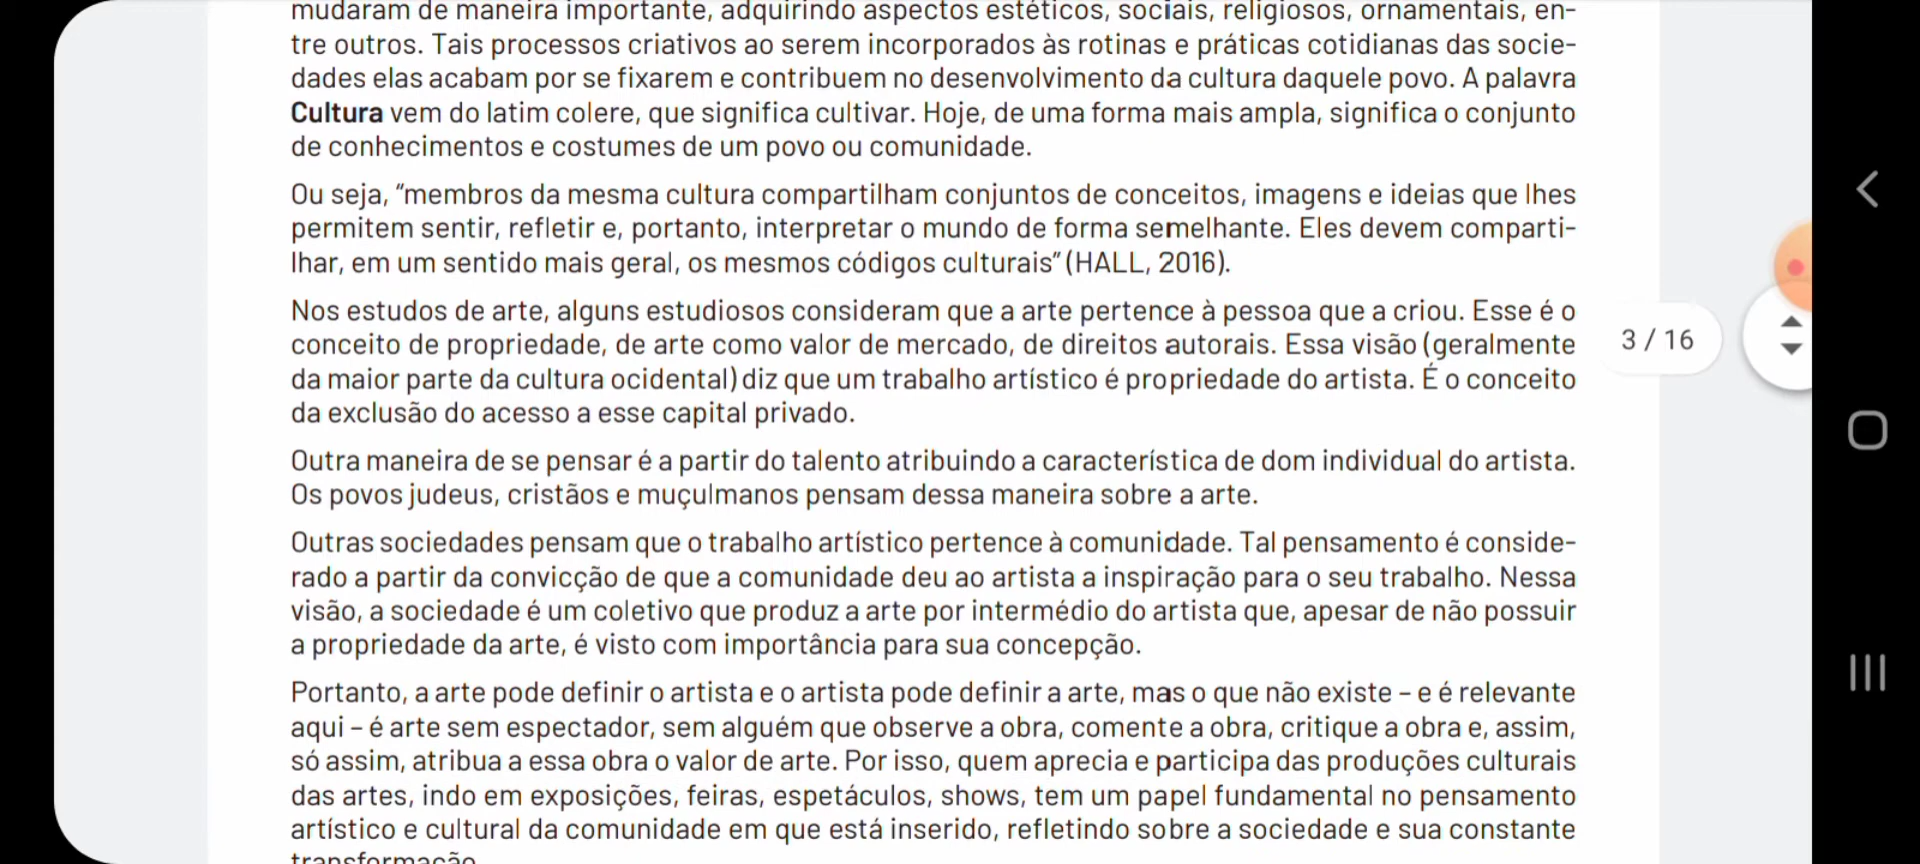 mudaram de maneira importante, adquirindo aspectos estéticos, sociais, religiosos, ornamentais, en-
tre outros. Tais processos criativos ao serem incorporados às rotinas e práticas cotidianas das socie-
dades elas acabam por se fixarem e contribuem no desenvolvimento da cultura daquele povo. A palavra
Cultura vem do latim colere, que significa cultivar. Hoje, de uma forma mais ampla, significa o conjunto
de conhecimentos e costumes de um povo ou comunidade.
Ou seja, “membros da mesma cultura compartilham conjuntos de conceitos, imagens e ideias que lhes
permitem sentir, refletir e, portanto, interpretar o mundo de forma semelhante. Eles devem comparti-
lhar, em um sentido mais geral, os mesmos códigos culturais” (HALL, 2016).
Nos estudos de arte, alguns estudiosos consideram que a arte pertence à pessoa que a criou. Esse é o
conceito de propriedade, de arte como valor de mercado, de direitos autorais. Essa visão (geralmente
da maior parte da cultura ocidental) diz que um trabalho artístico é propriedade do artista. É o conceito
da exclusão do acesso a esse capital privado.
3 / 16
Outra maneira de se pensar é a partir do talento atribuindo a característica de dom individual do artista.
Os povos judeus, cristãos e muçulmanos pensam dessa maneira sobre a arte.
Outras sociedades pensam que o trabalho artístico pertence à comunidade. Tal pensamento é conside-
rado a partir da convicção de que a comunidade deu ao artista a inspiração para o seu trabalho. Nessa
visão, a sociedade é um coletivo que produz a arte por intermédio do artista que, apesar de não possuir
a propriedade da arte, é visto com importância para sua concepção.
Portanto, a arte pode definir o artista e o artista pode definir a arte, mas o que não existe – e é relevante
aqui – é arte sem espectador, sem alguém que observe a obra, comente a obra, critique a obra e, assim,
só assim, atribua a essa obra o valor de arte. Por isso, quem aprecia e participa das produções culturais
das artes, indo em exposições, feiras, espetáculos, shows, tem um papel fundamental no pensamento
artístico e cultural da comunidade em que está inserido, refletindo sobre a sociedade e sua constante
transformação.